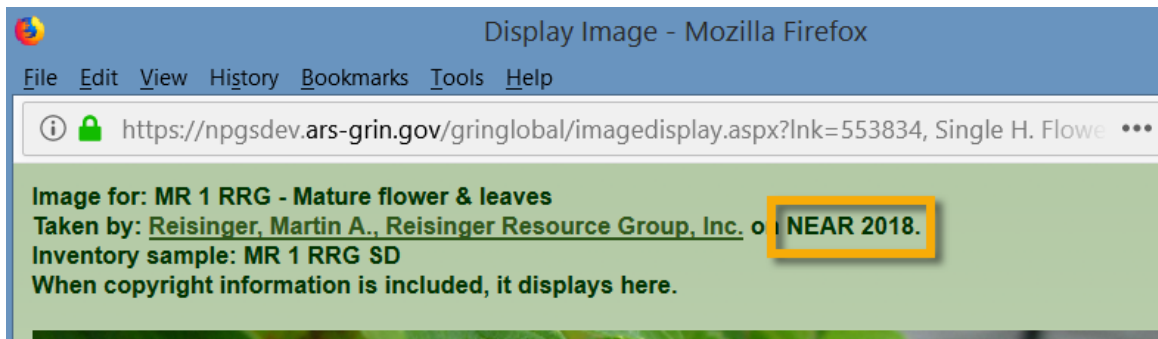 Display Image - Mozilla Firefox
File Edit View History Bookmarks Tools Help
https://npgsdev.ars-grin.gov/gringlobal/imagedisplay.aspx?lnk=553834, Single H. Flowe
Image for: MR 1 RRG - Mature flower & leaves
Taken by: Reisinger, Martin A., Reisinger Resource Group, Inc. on NEAR 2018.
Inventory sample: MR 1 RRG SD
When copyright information is included, it displays here.